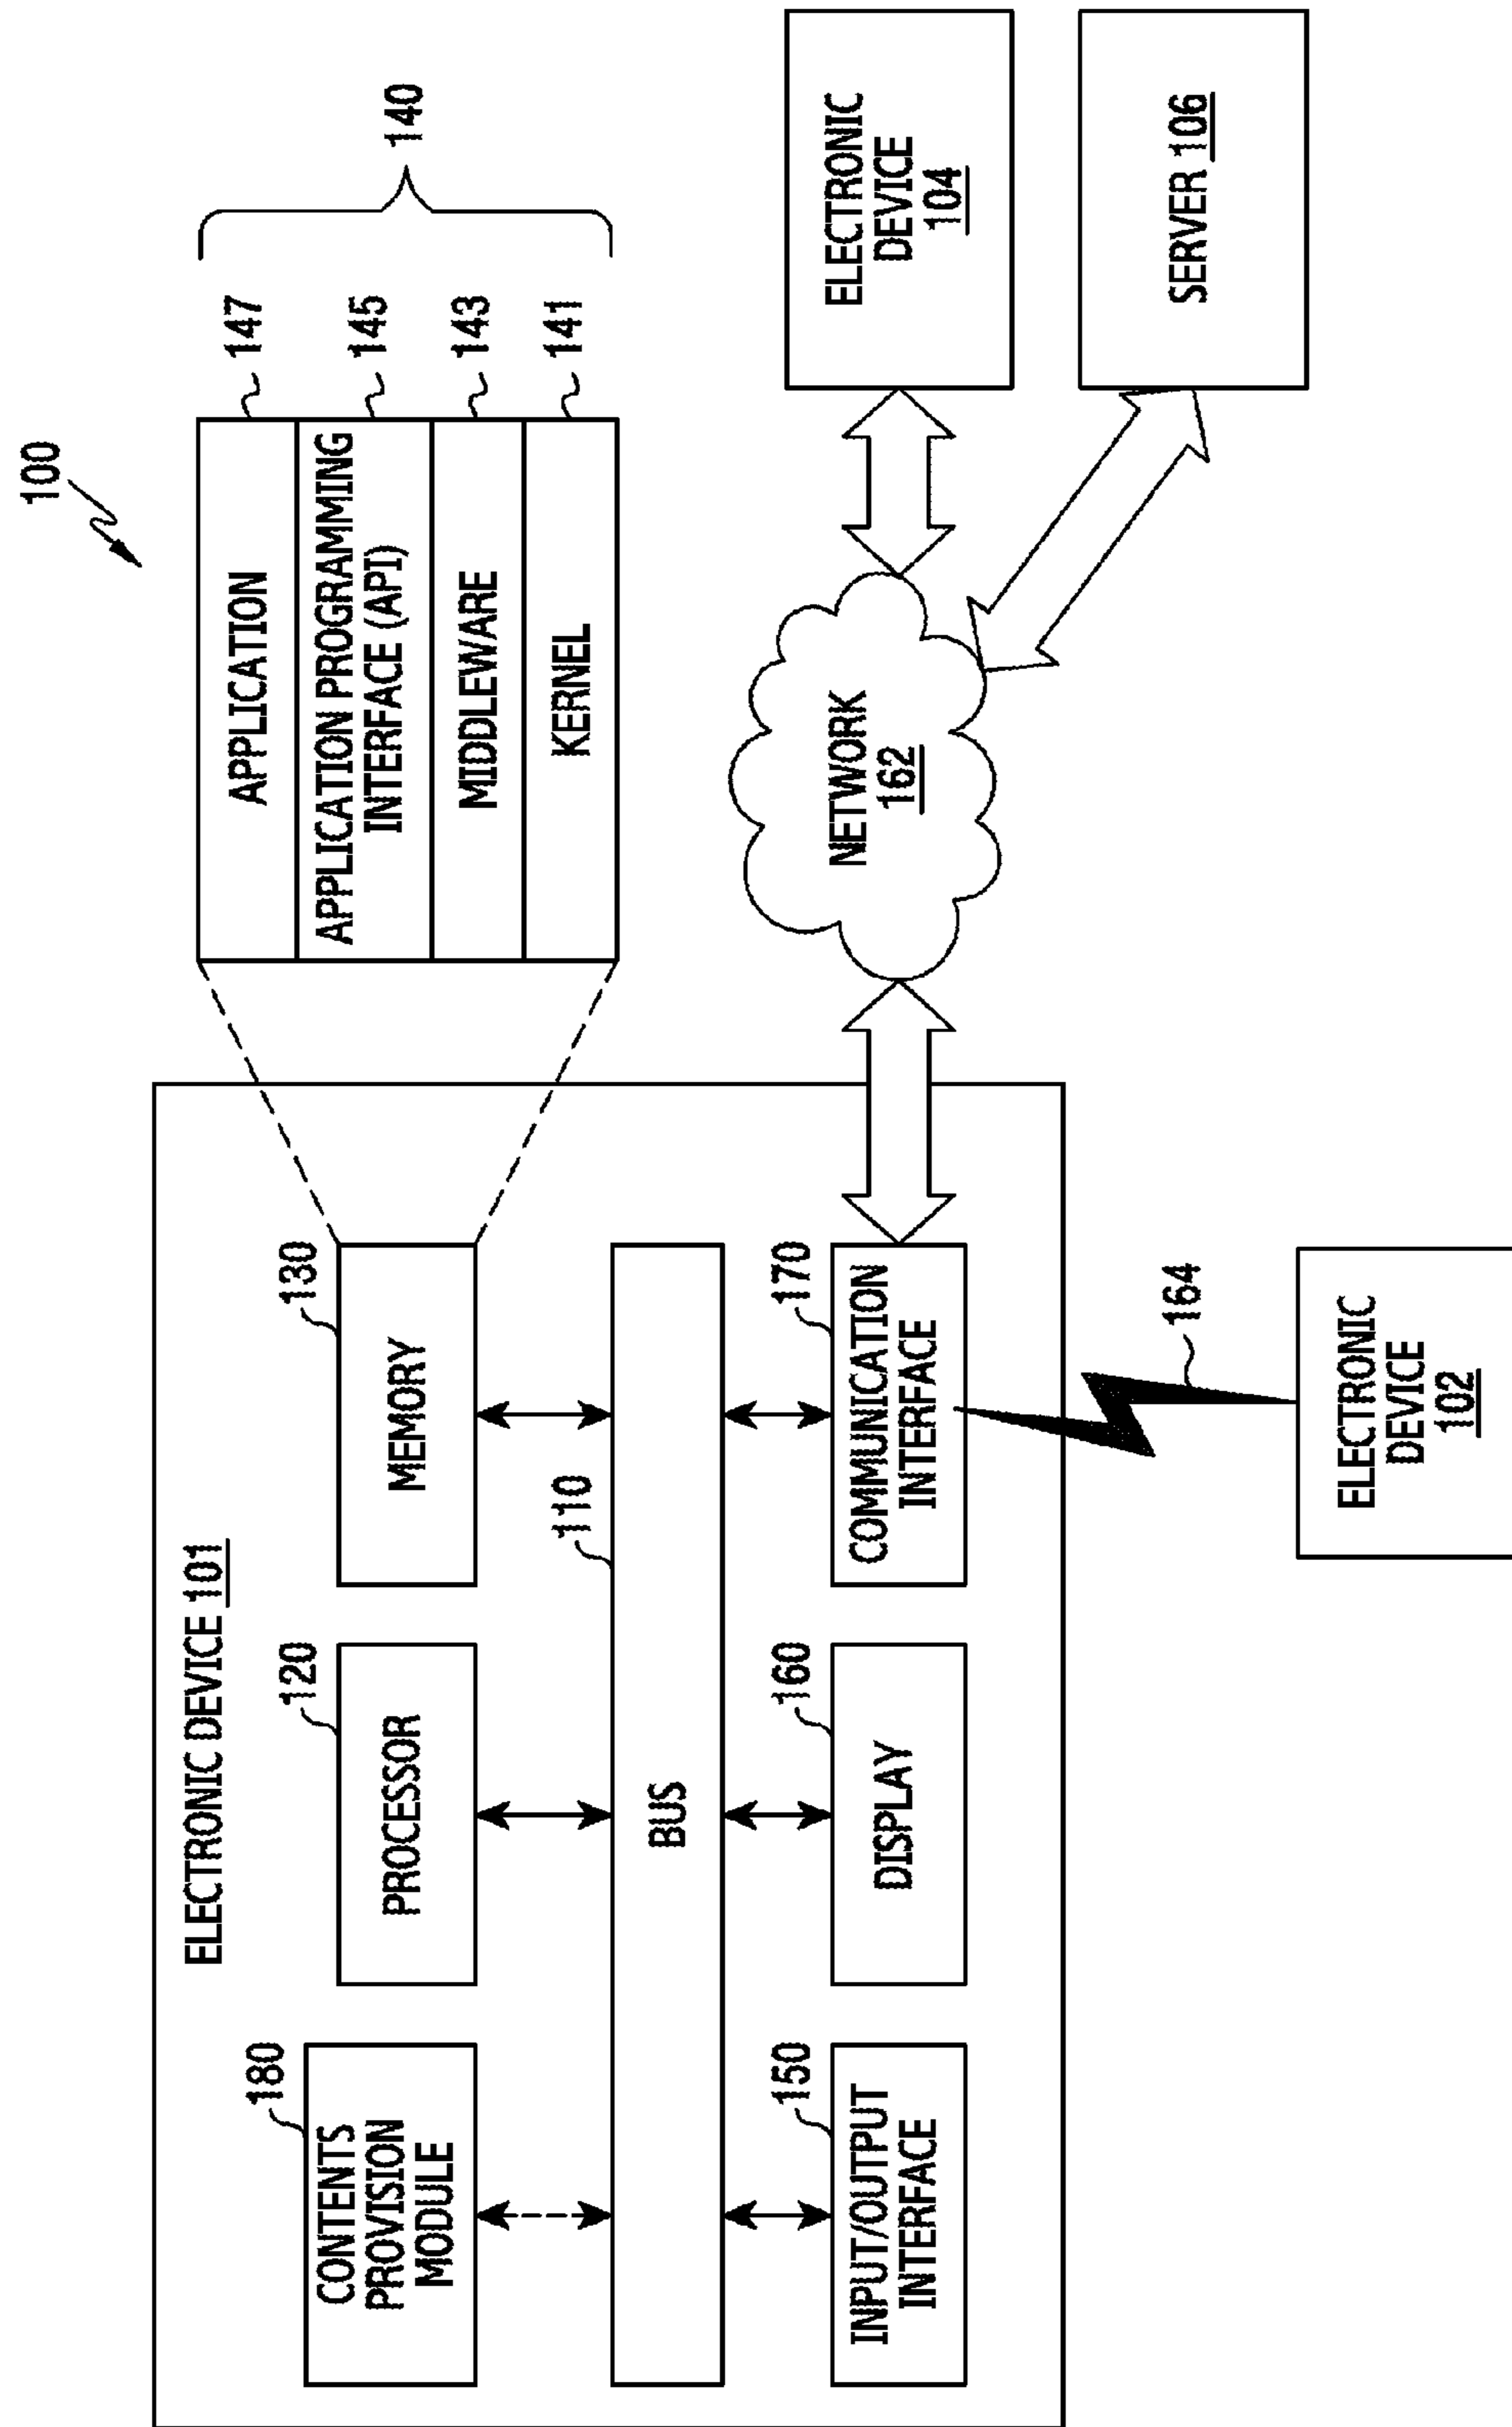 100
ELECTRONIC DEVICE 101
180
CONTENTS
PROVISION
MODULE
120
PROCESSOR
130
MEMORY
APPLICATION
147
APPLICATION PROGRAMMING
INTERFACE (API)
145
MIDDLEWARE
143
KERNEL
141
140
110
BUS
150
INPUT/OUTPUT
INTERFACE
160
DISPLAY
170
COMMUNICATION
INTERFACE
NETWORK
162
ELECTRONIC
DEVICE
104
SERVER 106
164
ELECTRONIC
DEVICE
102